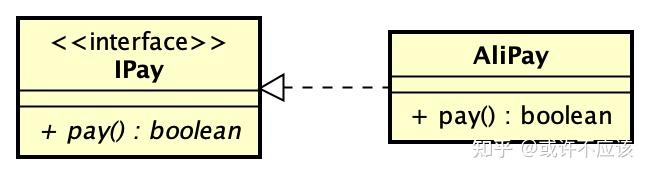 <<interface>>
IPay
+ pay() : boolean
AliPay
+ pay() : boolean
知乎 @或许不应该